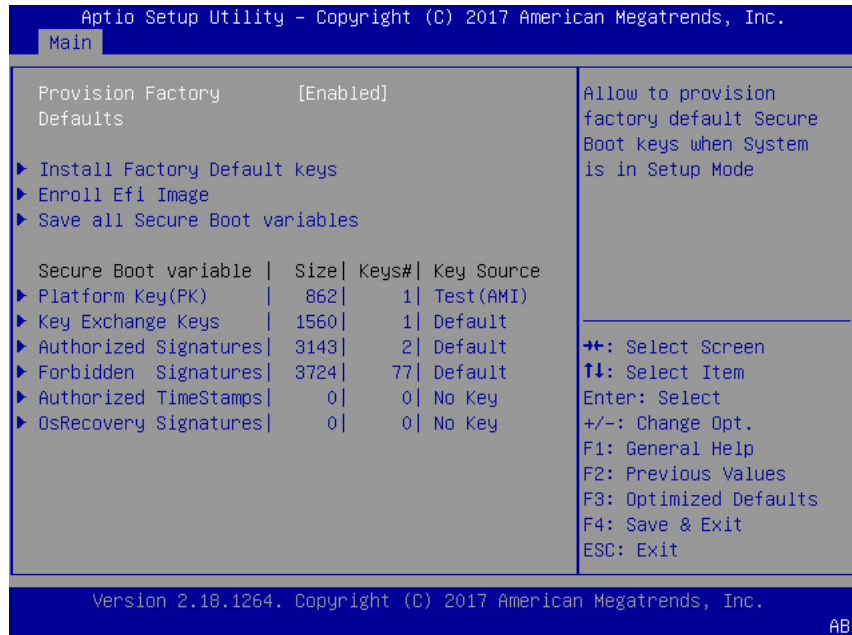 Aptio Setup Utility – Copyright (C) 2017 American Megatrends, Inc.
Main
Provision Factory [Enabled]
Defaults
Install Factory Default keys
Enroll Efi Image
Save all Secure Boot variables
Secure Boot variable | Size| Keys#| Key Source
Platform Key(PK) | 862| 1| Test(AMI)
Key Exchange Keys | 1560| 1| Default
Authorized Signatures| 3143| 2| Default
Forbidden Signatures| 3724| 77| Default
Authorized TimeStamps| 0| 0| No Key
OsRecovery Signatures| 0| 0| No Key
Allow to provision
factory default Secure
Boot keys when System
is in Setup Mode
→←: Select Screen
↑↓: Select Item
Enter: Select
+/-: Change Opt.
F1: General Help
F2: Previous Values
F3: Optimized Defaults
F4: Save & Exit
ESC: Exit
Version 2.18.1264. Copyright (C) 2017 American Megatrends, Inc.
AB